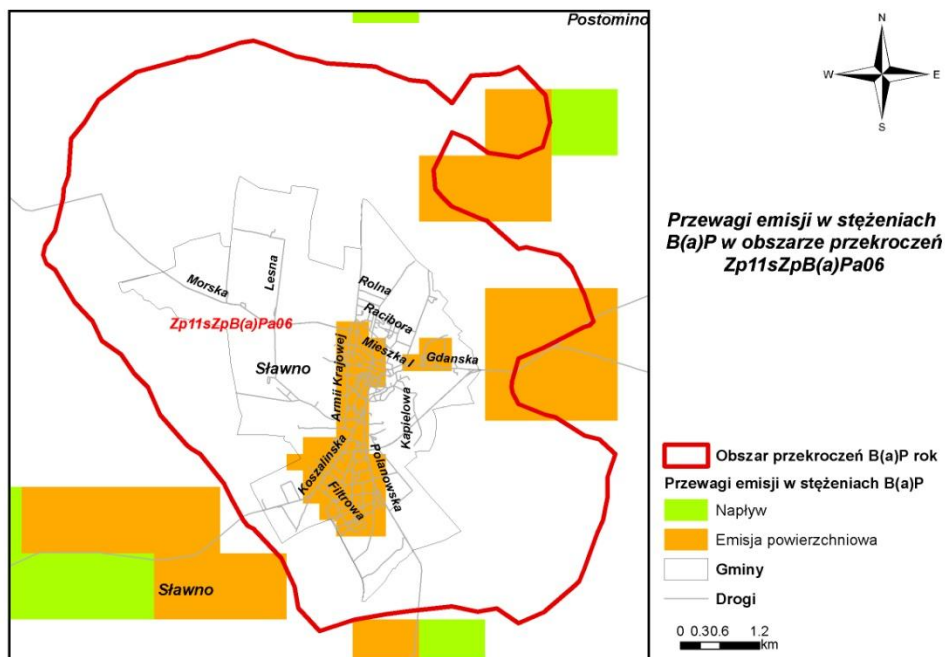 Postomino
N
W E
S
Przewagi emisji w stężeniach
B(a)P w obszarze przekroczeń
Zp11sZpB(a)Pa06
Morska
Lesna
Rolna
Racibora
Zp11sZpB(a)Pa06
Mieszka I
Gdanska
Sławno
Armii Krajowej
Kapielowa
Koszalinska
Polanowska
Filtrowa
Sławno
Obszar przekroczeń B(a)P rok
Przewagi emisji w stężeniach B(a)P
Napływ
Emisja powierzchniowa
Gminy
Drogi
0 0.30.6 1.2
km